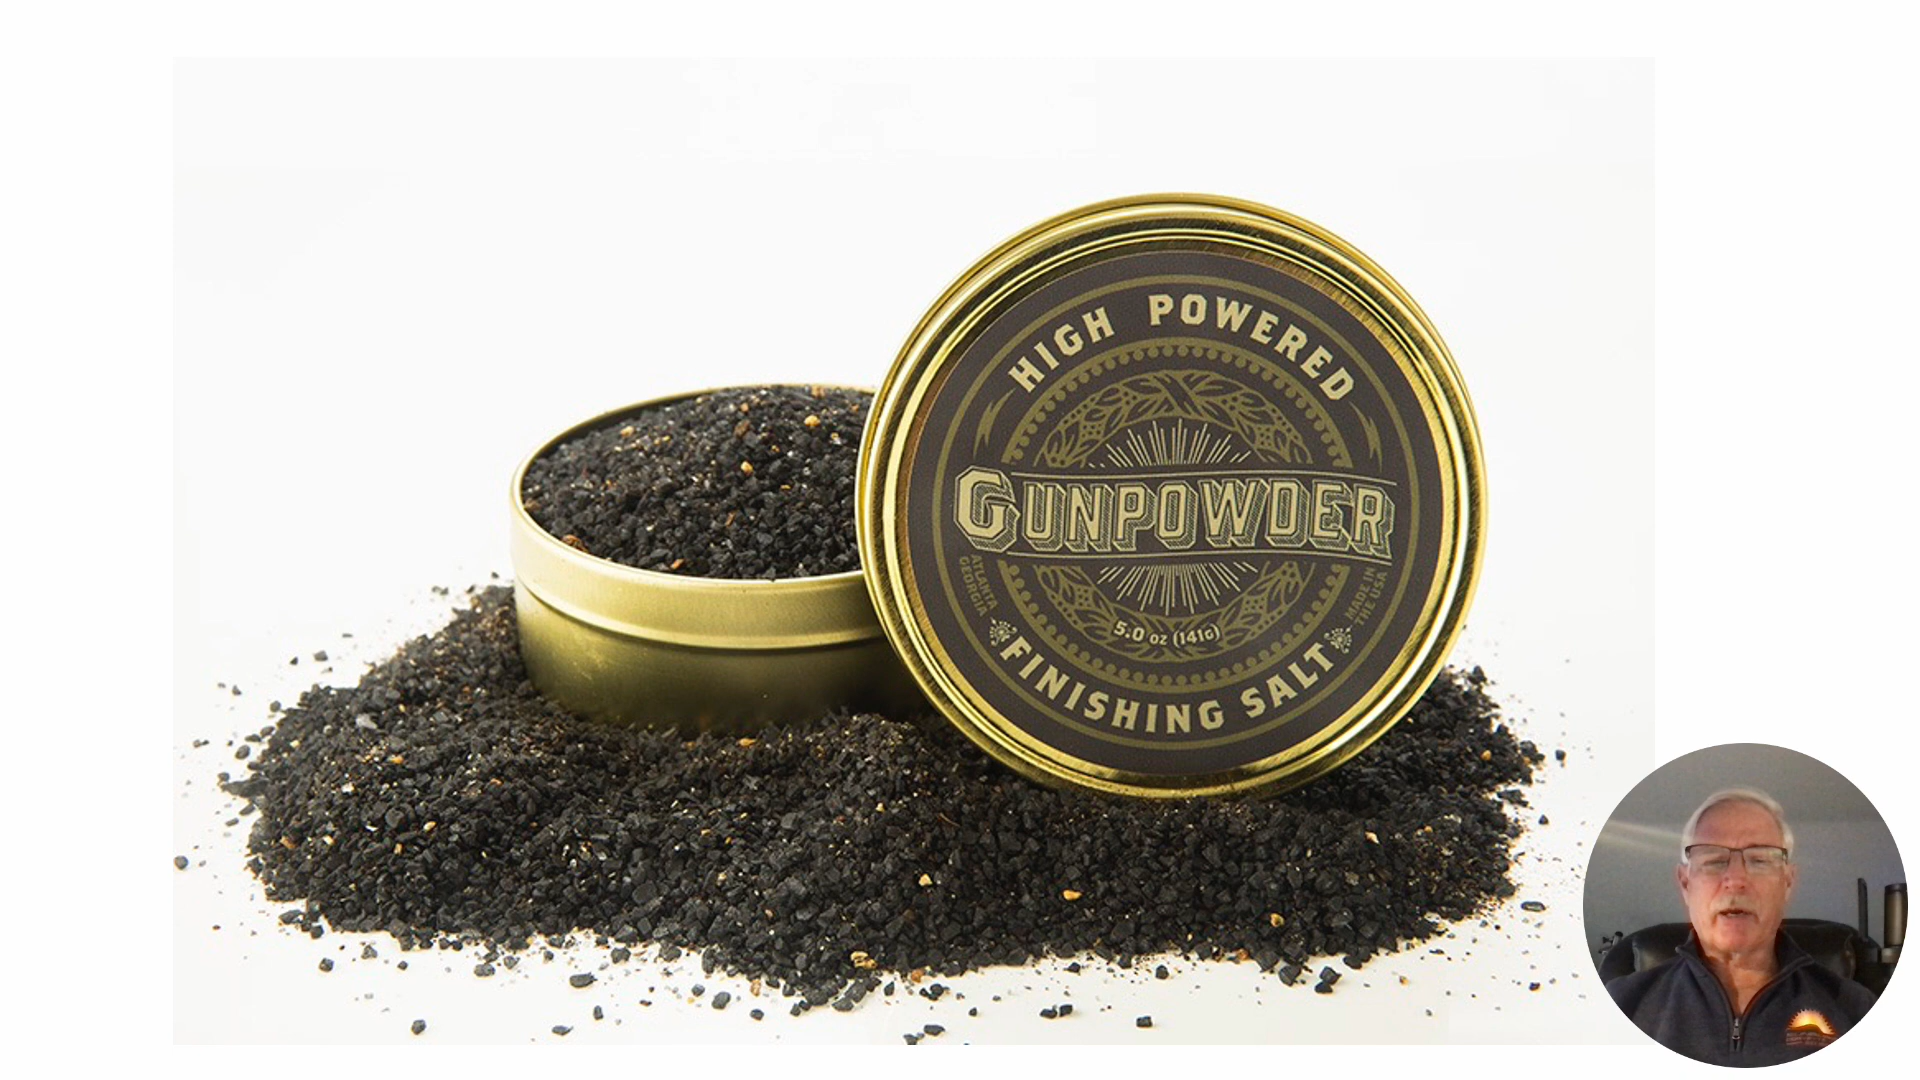 HIGH POWERED
GUNPOWDER
ATLANTA
GEORGIA
MADE IN
THE USA
5.0 oz (141G)
FINISHING SALT